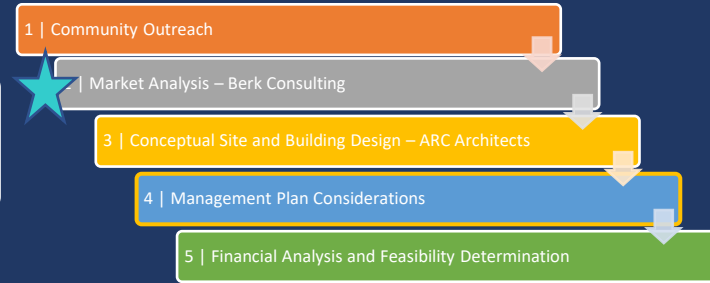 1 | Community Outreach
| Market Analysis – Berk Consulting
3 | Conceptual Site and Building Design – ARC Architects
4 | Management Plan Considerations
5 | Financial Analysis and Feasibility Determination